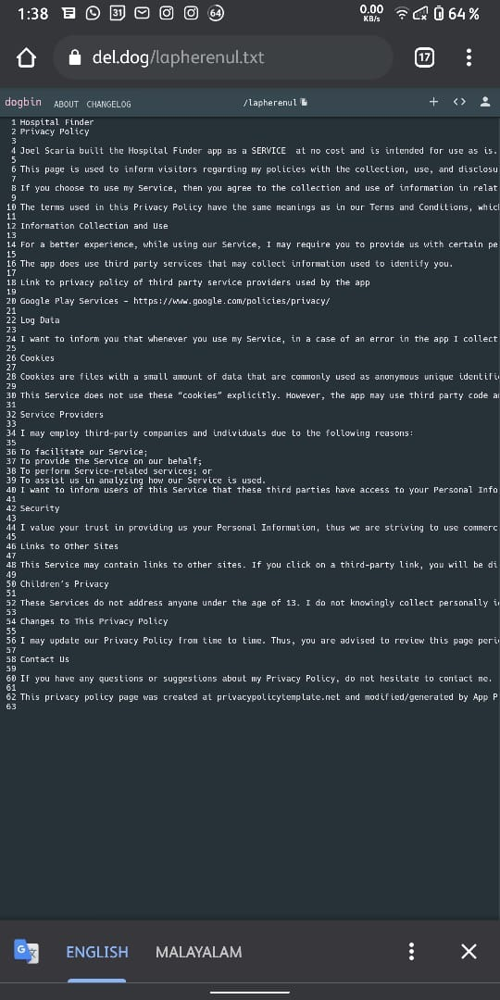 1:38 31 64 0.00 KB/s 64%
del.dog/lapherenul.txt 17
dogbin ABOUT CHANGELOG /lapherenul + <>
1 Hospital Finder
2 Privacy Policy
3
4 Joel Scaria built the Hospital Finder app as a SERVICE at no cost and is intended for use as is.
5
6 This page is used to inform visitors regarding my policies with the collection, use, and disclosu
7
8 If you choose to use my Service, then you agree to the collection and use of information in relat
9
10 The terms used in this Privacy Policy have the same meanings as in our Terms and Conditions, whic
11
12 Information Collection and Use
13
14 For a better experience, while using our Service, I may require you to provide us with certain pe
15
16 The app does use third party services that may collect information used to identify you.
17
18 Link to privacy policy of third party service providers used by the app
19
20 Google Play Services - https://www.google.com/policies/privacy/
21
22 Log Data
23
24 I want to inform you that whenever you use my Service, in a case of an error in the app I collect
25
26 Cookies
27
28 Cookies are files with a small amount of data that are commonly used as anonymous unique identifi
29
30 This Service does not use these “cookies” explicitly. However, the app may use third party code a
31
32 Service Providers
33
34 I may employ third-party companies and individuals due to the following reasons:
35
36 To facilitate our Service;
37 To provide the Service on our behalf;
38 To perform Service-related services; or
39 To assist us in analyzing how our Service is used.
40 I want to inform users of this Service that these third parties have access to your Personal Info
41
42 Security
43
44 I value your trust in providing us your Personal Information, thus we are striving to use commerc
45
46 Links to Other Sites
47
48 This Service may contain links to other sites. If you click on a third-party link, you will be di
49
50 Children’s Privacy
51
52 These Services do not address anyone under the age of 13. I do not knowingly collect personally i
53
54 Changes to This Privacy Policy
55
56 I may update our Privacy Policy from time to time. Thus, you are advised to review this page peri
57
58 Contact Us
59
60 If you have any questions or suggestions about my Privacy Policy, do not hesitate to contact me.
61
62 This privacy policy page was created at privacypolicytemplate.net and modified/generated by App P
63
G 文 ENGLISH MALAYALAM